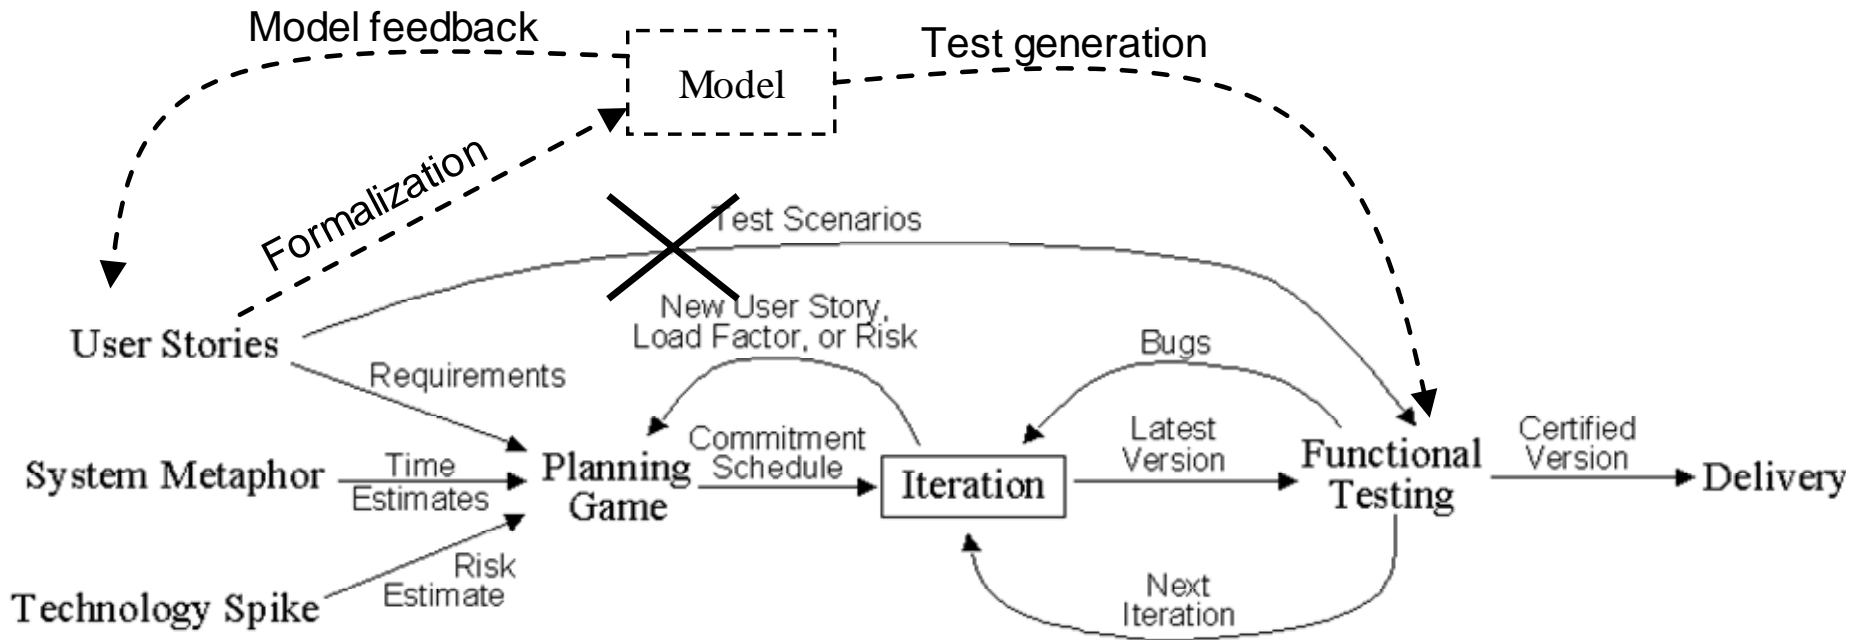 Model feedback
Test generation
Model
Formalization
Test Scenarios
New User Story,
Load Factor, or Risk
User Stories
Bugs
Requirements
Commitment
Schedule
Latest
Version
Certified
Version
System Metaphor
Time
Estimates
Planning
Game
Iteration
Functional
Testing
Delivery
Risk
Estimate
Technology Spike
Next
Iteration